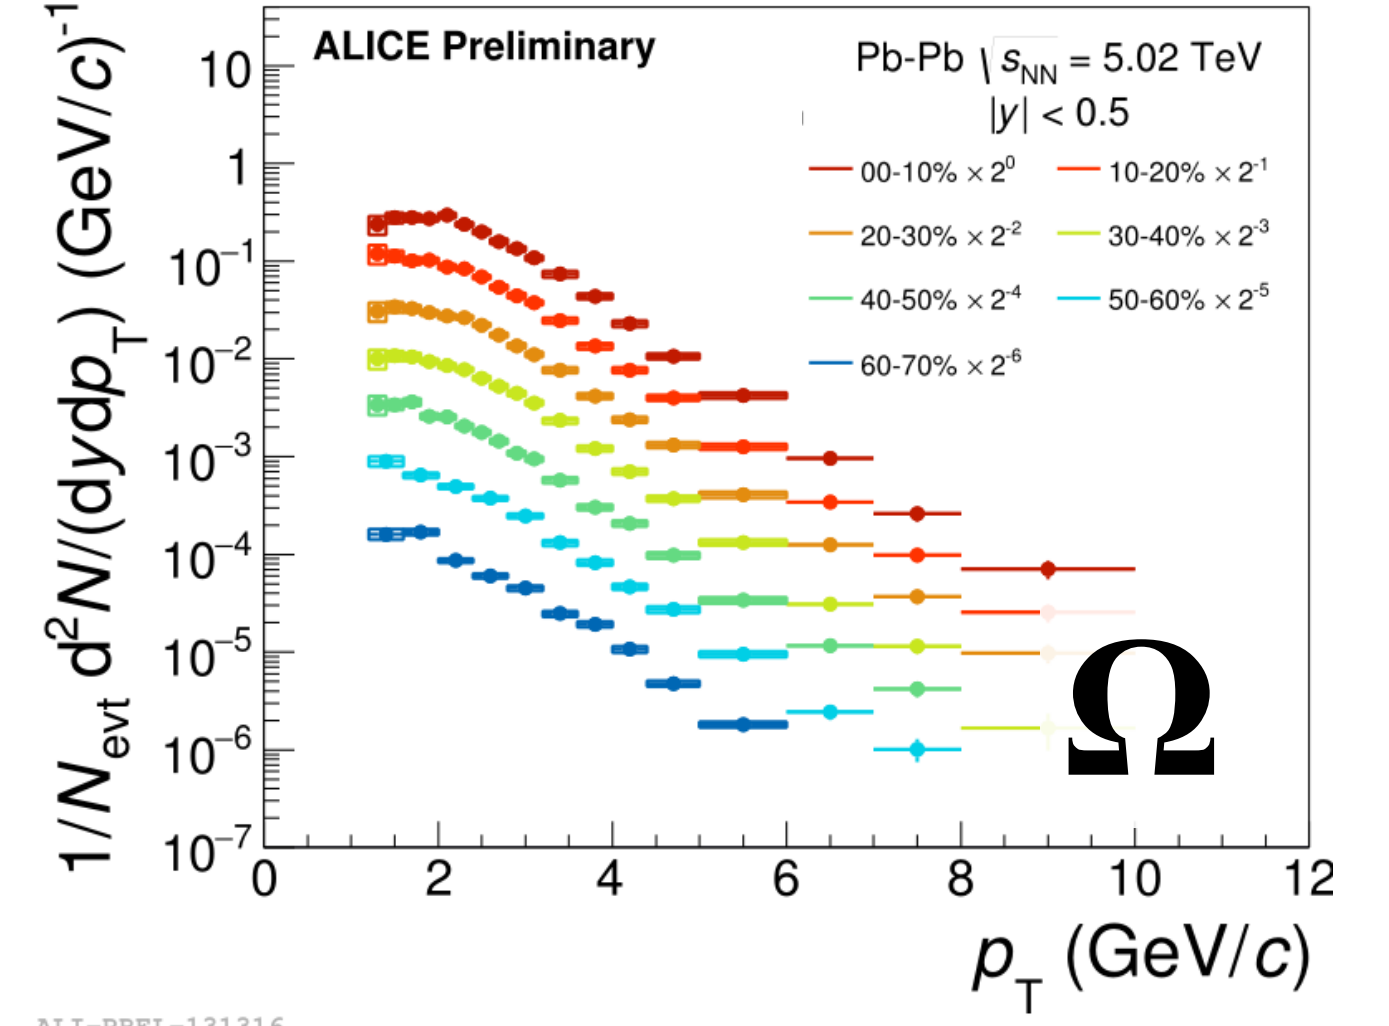 ALICE Preliminary
Pb-Pb √sNN = 5.02 TeV
|y| < 0.5
00-10% × 2⁰
10-20% × 2⁻¹
20-30% × 2⁻²
30-40% × 2⁻³
40-50% × 2⁻⁴
50-60% × 2⁻⁵
60-70% × 2⁻⁶
1/Nevt d²N/(dydpT) (GeV/c)⁻¹
10
1
10⁻¹
10⁻²
10⁻³
10⁻⁴
10⁻⁵
10⁻⁶
10⁻⁷
Ω
0 2 4 6 8 10 12
pT (GeV/c)
ALI-PREL-131316